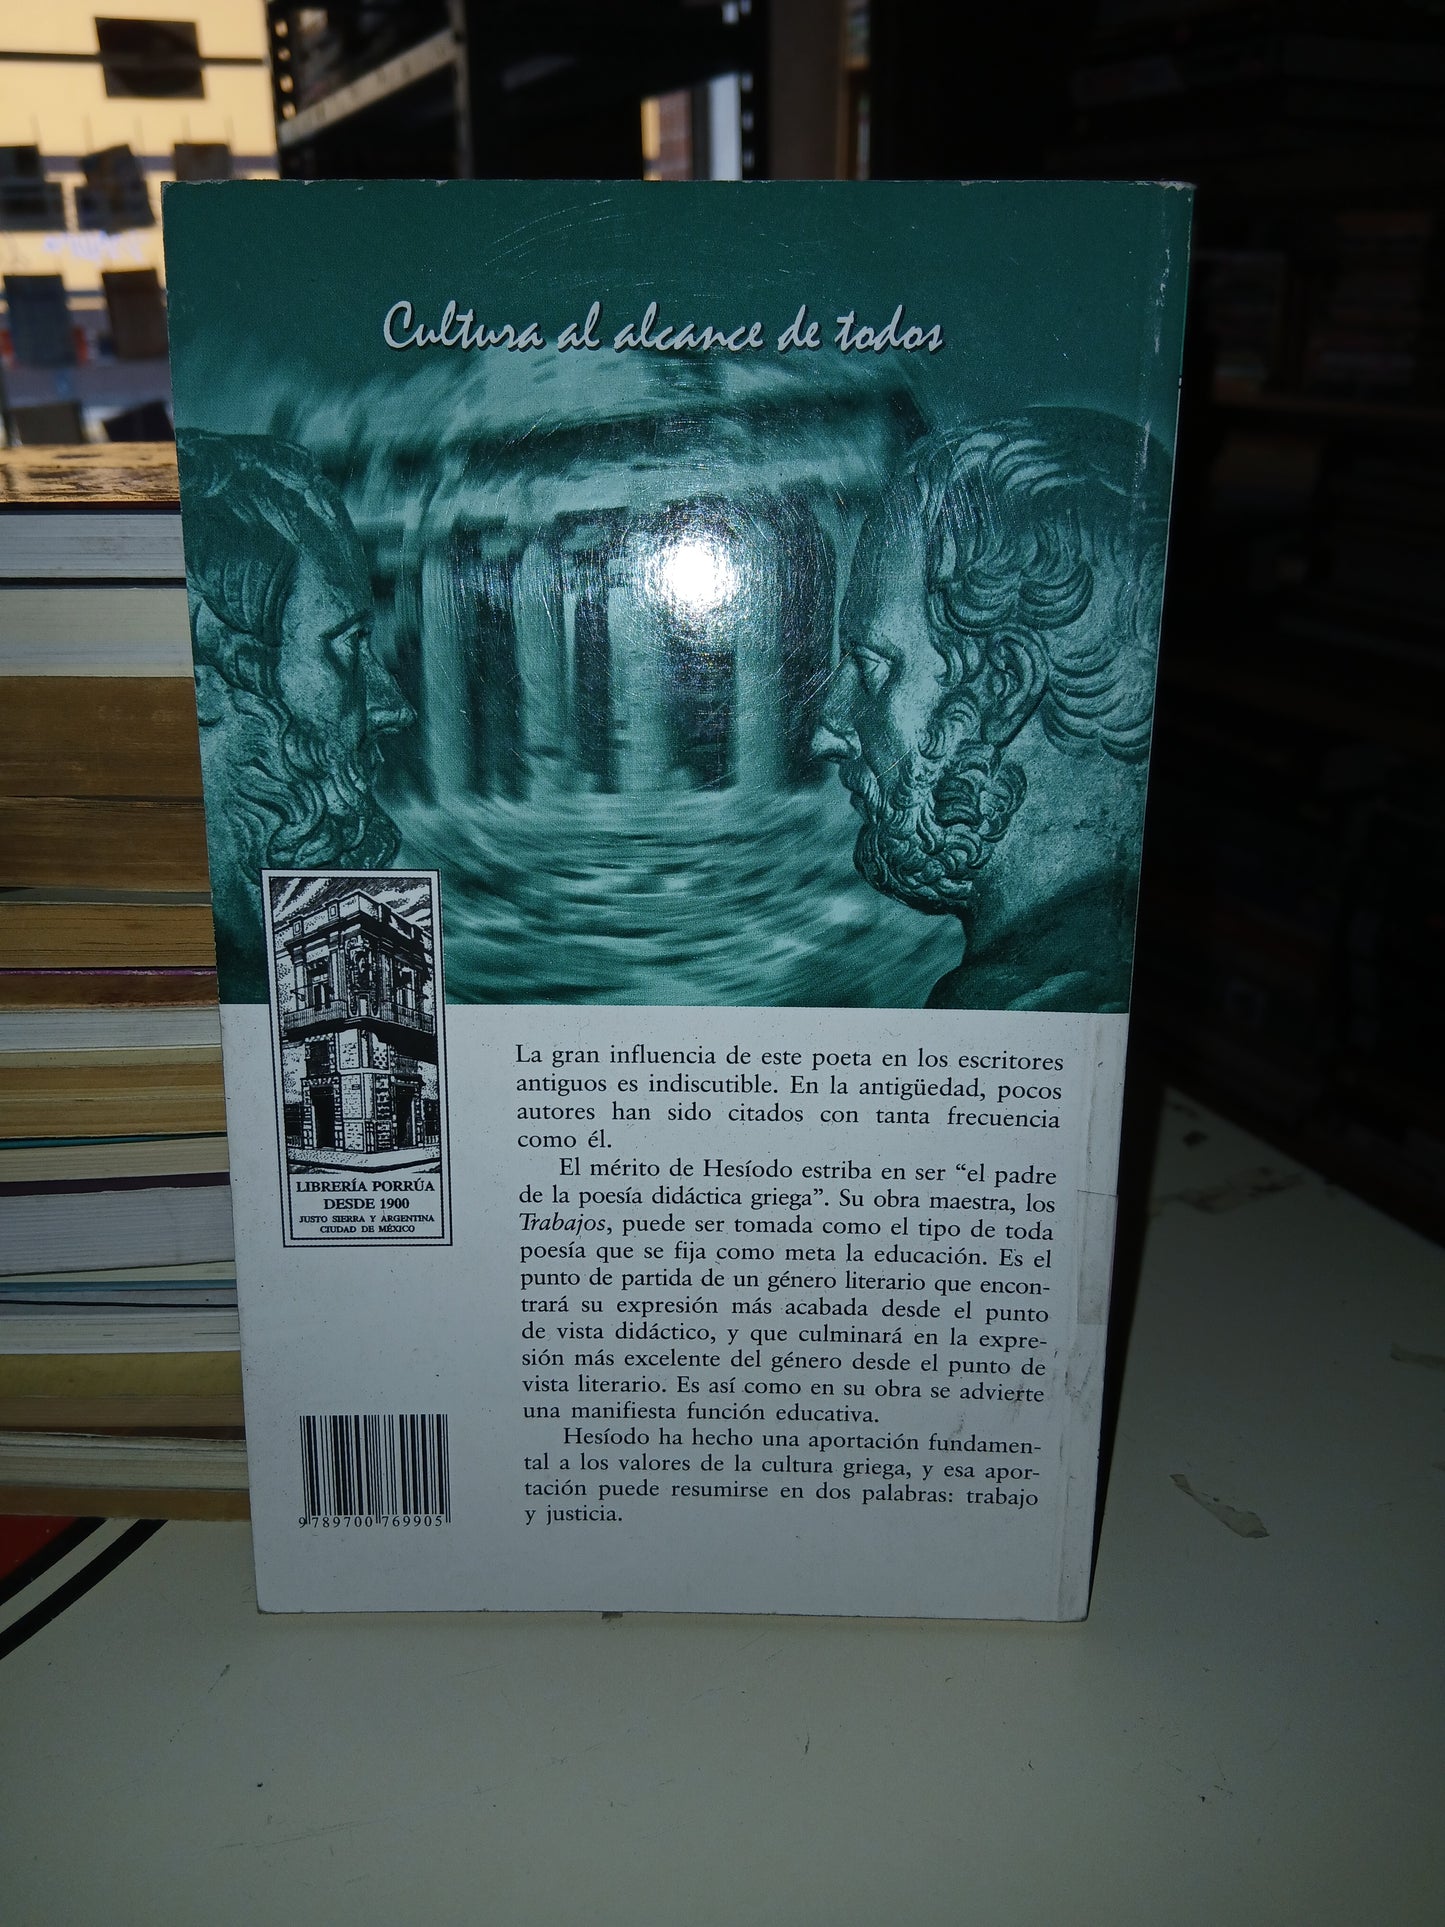 Cultura al alcance de todos
La gran influencia de este poeta en los escritores
antiguos es indiscutible. En la antigüedad, pocos
autores han sido citados con tanta frecuencia
como él.
El mérito de Hesíodo estriba en ser “el padre
de la poesía didáctica griega”. Su obra maestra, los
Trabajos, puede ser tomada como el tipo de toda
poesía que se fija como meta la educación. Es el
punto de partida de un género literario que encon-
trará su expresión más acabada desde el punto
de vista didáctico, y que culminará en la expre-
sión más excelente del género desde el punto de
vista literario. Es así como en su obra se advierte
una manifiesta función educativa.
Hesíodo ha hecho una aportación fundamen-
tal a los valores de la cultura griega, y esa apor-
tación puede resumirse en dos palabras: trabajo
y justicia.
LIBRERÍA PORRÚA
DESDE 1900
JUSTO SIERRA Y ARGENTINA
CIUDAD DE MÉXICO
9 789700 769905